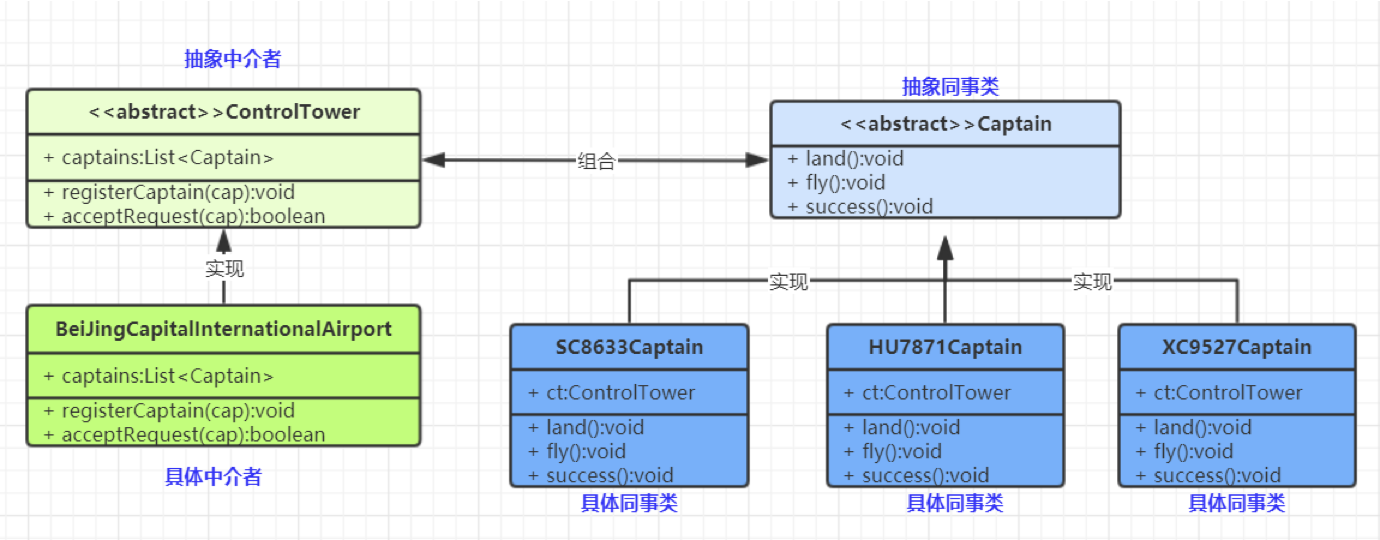 抽象中介者
<<abstract>>ControlTower
+ captains:List<Captain>
+ registerCaptain(cap):void
+ acceptRequest(cap):boolean
组合
抽象同事类
<<abstract>>Captain
+ land():void
+ fly():void
+ success():void
实现
BeiJingCapitalInternationalAirport
+ captains:List<Captain>
+ registerCaptain(cap):void
+ acceptRequest(cap):boolean
具体中介者
实现
实现
SC8633Captain
+ ct:ControlTower
+ land():void
+ fly():void
+ success():void
具体同事类
HU7871Captain
+ ct:ControlTower
+ land():void
+ fly():void
+ success():void
具体同事类
XC9527Captain
+ ct:ControlTower
+ land():void
+ fly():void
+ success():void
具体同事类